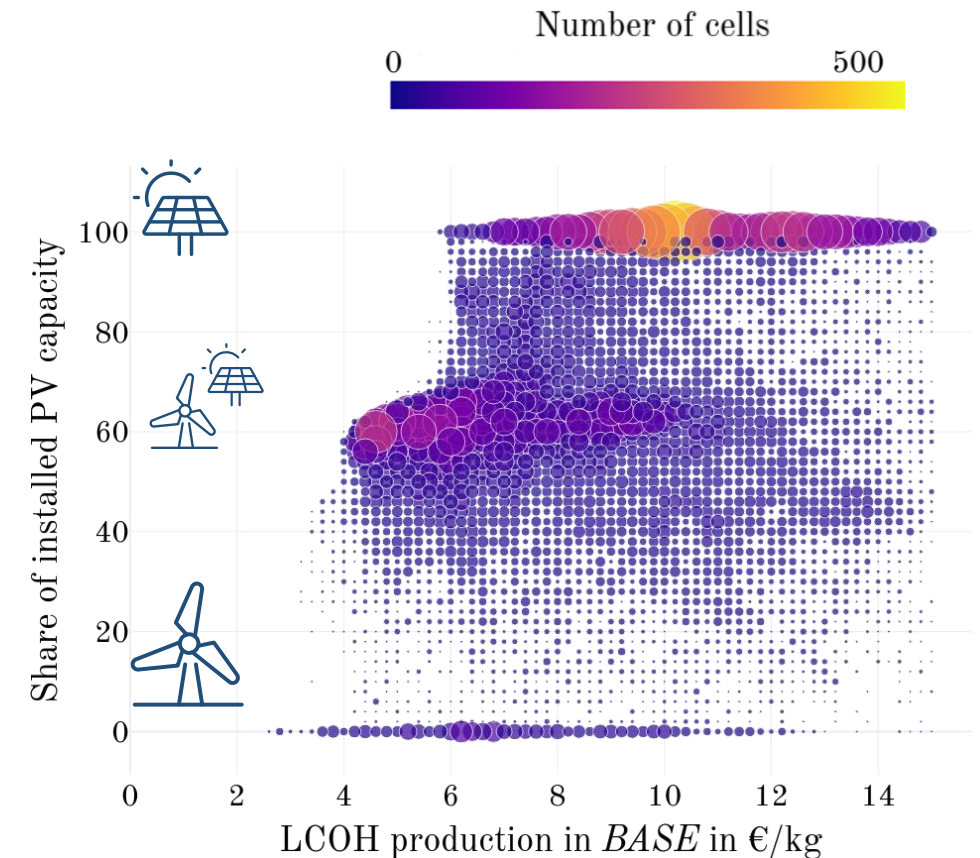 Number of cells
0 500
Share of installed PV capacity
100
80
60
40
20
0
0 2 4 6 8 10 12 14
LCOH production in BASE in €/kg